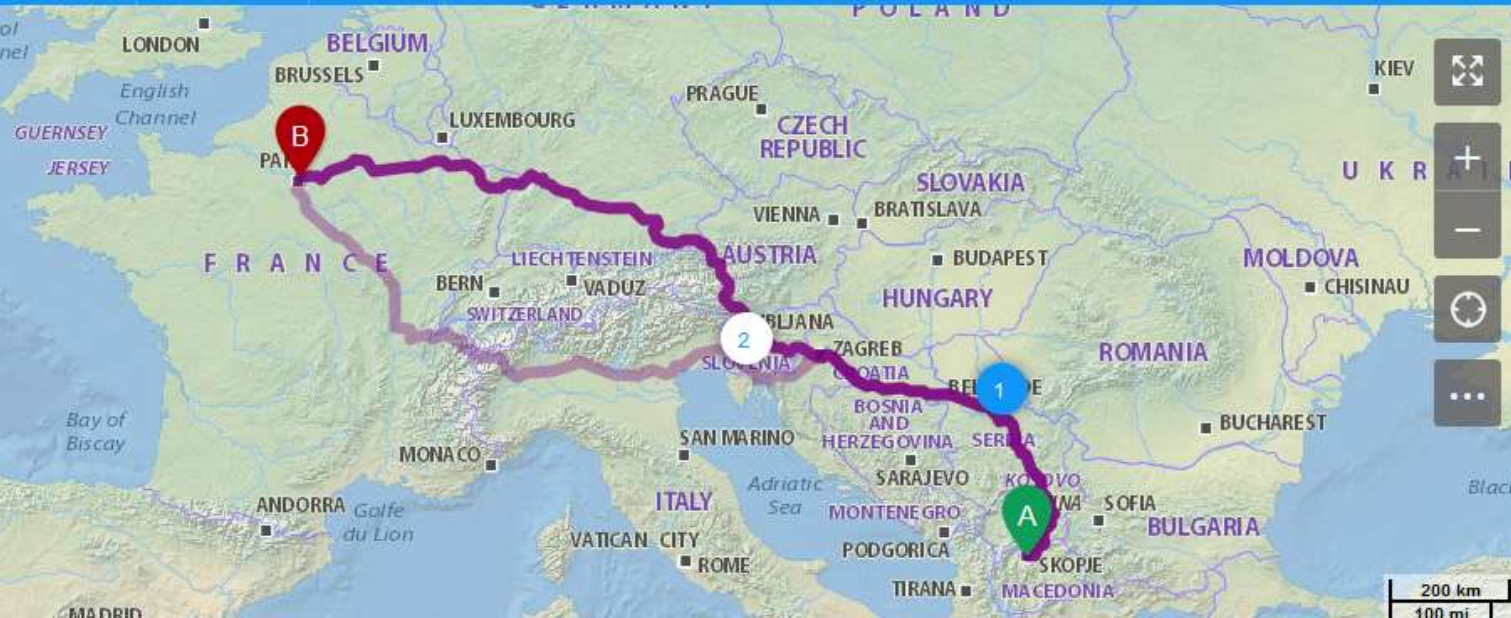 POLAND
LONDON
BELGIUM
BRUSSELS
KIEV
English
Channel
PRAGUE
LUXEMBOURG
CZECH
REPUBLIC
GUERNSEY
B
JERSEY
SLOVAKIA
VIENNA
BRATISLAVA
FRANCE
LIECHTENSTEIN
AUSTRIA
BUDAPEST
MOLDOVA
BERN
VADUZ
HUNGARY
CHISINAU
SWITZERLAND
2
ZAGREB
ROMANIA
CROATIA
1
Bay of
Biscay
BOSNIA
AND
HERZEGOVINA
BUCHAREST
SAN MARINO
MONACO
SARAJEVO
ANDORRA
Golfe
du Lion
ITALY
Adriatic
Sea
MONTENEGRO
A
SOFIA
BULGARIA
VATICAN CITY
ROME
PODGORICA
SKOPJE
TIRANA
MACEDONIA
MADRID
200 km
100 mi